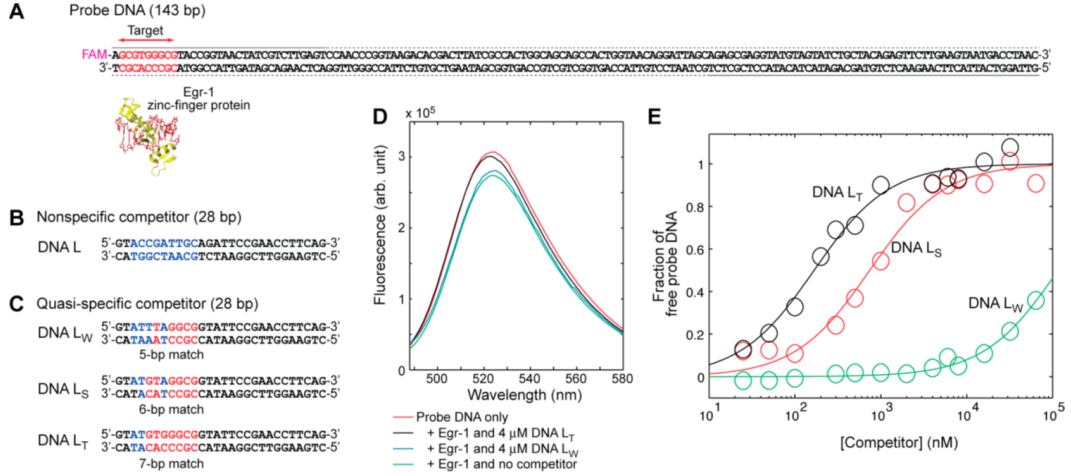 A Probe DNA (143 bp)
Target
FAM-AGCGTGGGCGTACCGGTAACTATCGTCTTGAGTCCAACCCGGTAAGACACGACTTATCGCCACTGGCAGCAGCCACTGGTAACAGGATTAGCAGAGCGAGGTATGTAGTATCTGCTACAGAGTTCTTGAAGTAATGACCTAAC-3'
3'-TCGCACCCGCATGGCCATTGATAGCAGAACTCAGGTTGGGCCATTCTGTGCTGAATAGCGGTGACCGTCGTCGGTGACCATTGTCCTAATCGTCTCGCTCCATACATCATAGACGATGTCTCAAGAACTTCATTACTGGATTG-5'
Egr-1
zinc-finger protein
B Nonspecific competitor (28 bp)
DNA L 5'-GTACCGATTGCAGATTCCGAACCTTCAG-3'
3'-CATGGCTAACGTCTAAGGCTTGGAAGTC-5'
C Quasi-specific competitor (28 bp)
DNA LW 5'-GTATTTAGGCGGTATTCCGAACCTTCAG-3'
3'-CATAAATCCGCCATAAGGCTTGGAAGTC-5'
5-bp match
DNA LS 5'-GTATGTAGGCGGTATTCCGAACCTTCAG-3'
3'-CATACATCCGCCATAAGGCTTGGAAGTC-5'
6-bp match
DNA LT 5'-GTATGTGGGCGGTATTCCGAACCTTCAG-3'
3'-CATACACCCGCCATAAGGCTTGGAAGTC-5'
7-bp match
D
x 10^5
3
2
1
0
Fluorescence (arb. unit)
500 520 540 560 580
Wavelength (nm)
Probe DNA only
+ Egr-1 and 4 μM DNA LT
+ Egr-1 and 4 μM DNA LW
+ Egr-1 and no competitor
E
1
0.8
0.6
0.4
0.2
0
Fraction of
free probe DNA
DNA LT
DNA LS
DNA LW
10^1 10^2 10^3 10^4 10^5
[Competitor] (nM)